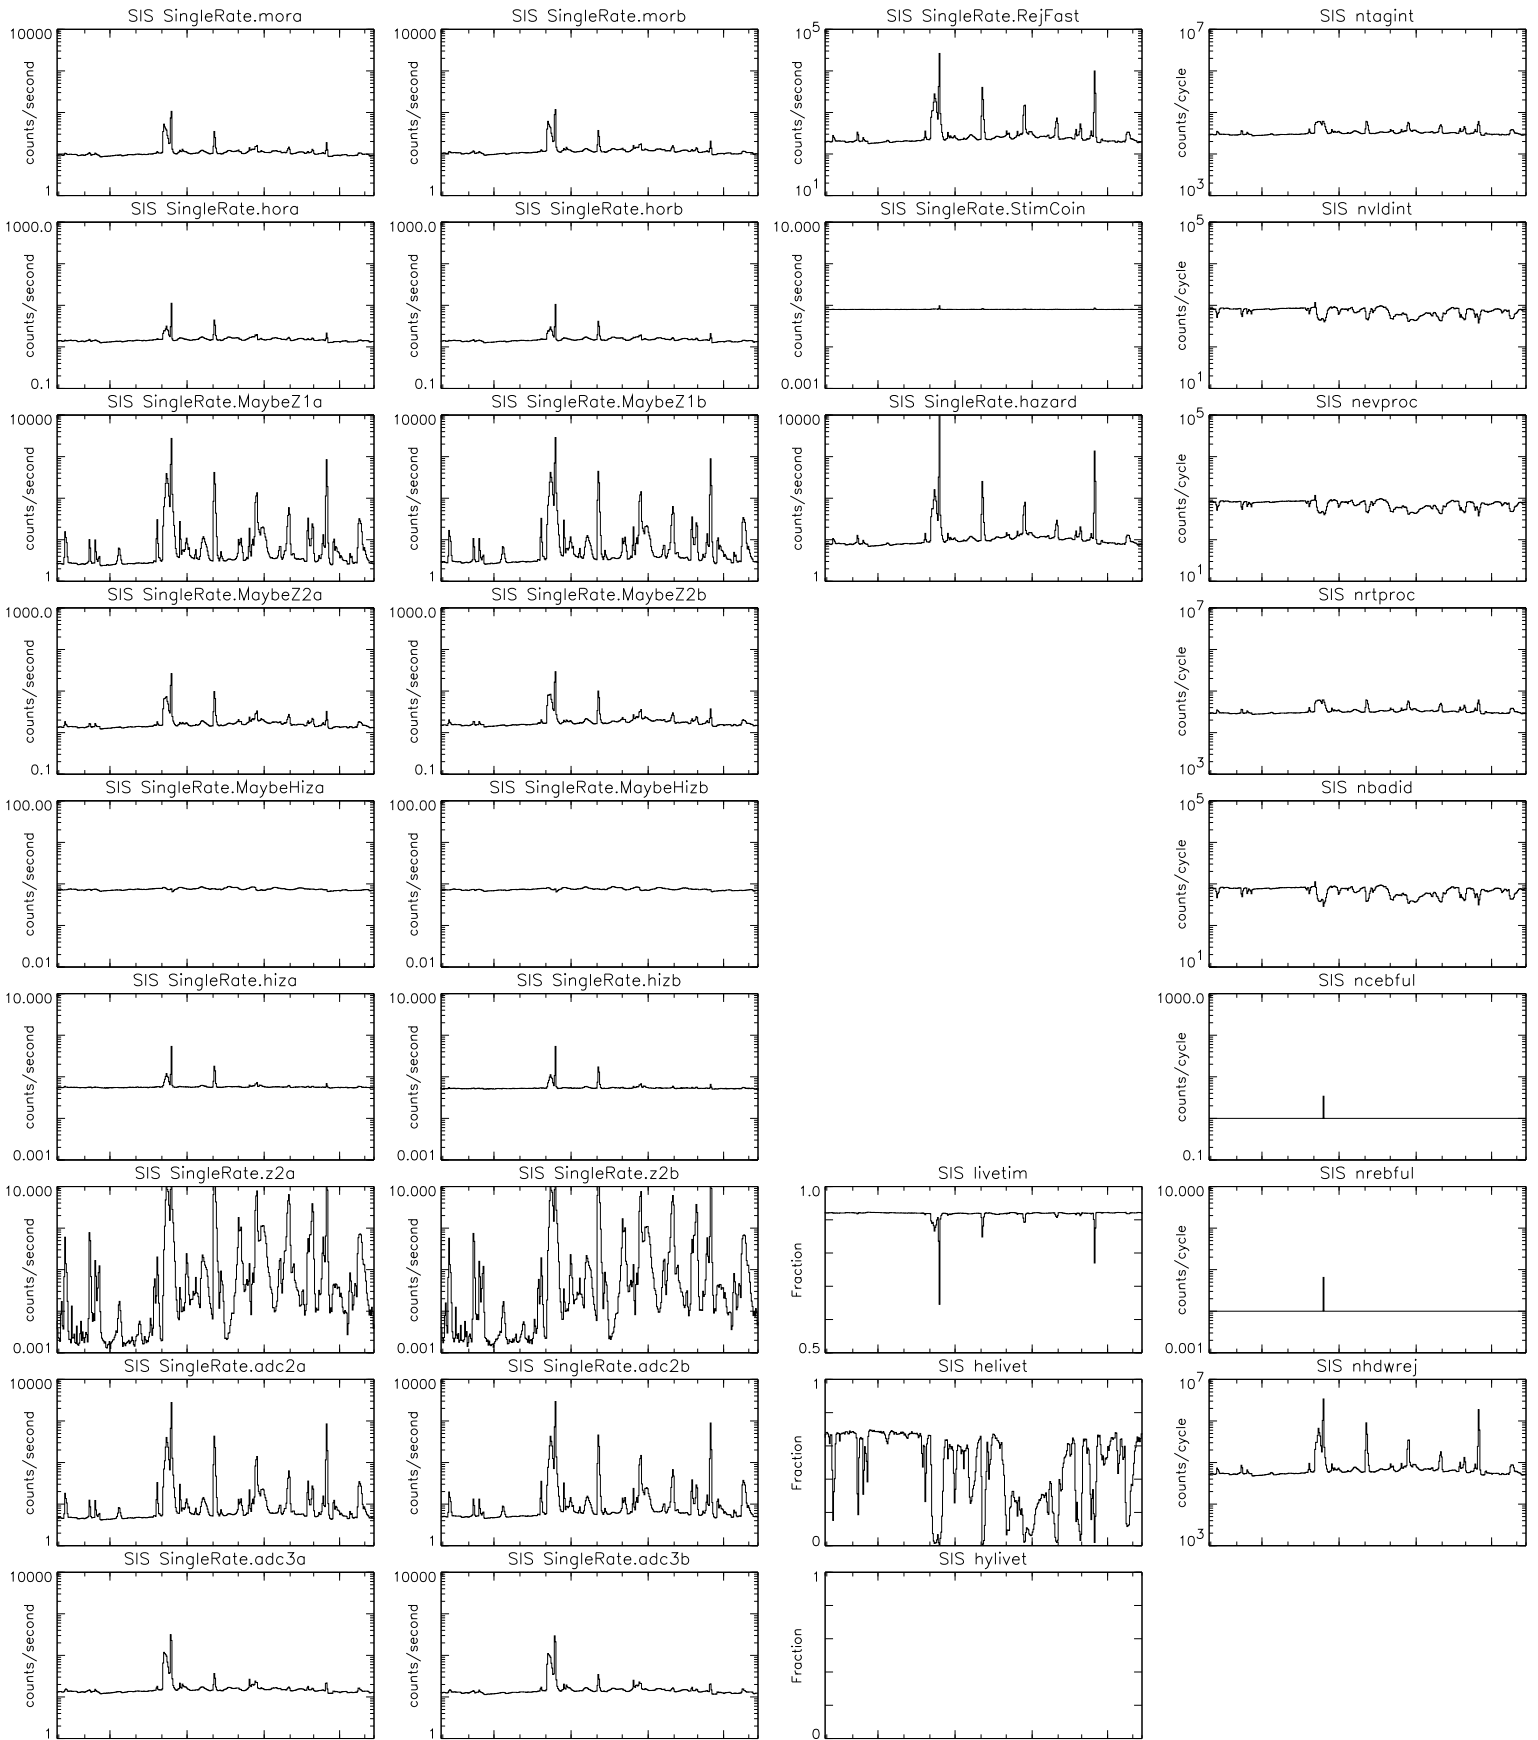 SIS SingleRate.mora
10000
counts/second
1
SIS SingleRate.morb
10000
counts/second
1
SIS SingleRate.RejFast
10^5
counts/second
10^1
SIS ntagint
10^7
counts/cycle
10^3
SIS SingleRate.hora
1000.0
counts/second
0.1
SIS SingleRate.horb
1000.0
counts/second
0.1
SIS SingleRate.StimCoin
10.000
counts/second
0.001
SIS nvldint
10^5
counts/cycle
10^1
SIS SingleRate.MaybeZ1a
10000
counts/second
1
SIS SingleRate.MaybeZ1b
10000
counts/second
1
SIS SingleRate.hazard
10000
counts/second
1
SIS nevproc
10^5
counts/cycle
10^1
SIS SingleRate.MaybeZ2a
1000.0
counts/second
0.1
SIS SingleRate.MaybeZ2b
1000.0
counts/second
0.1
SIS nrtproc
10^7
counts/cycle
10^3
SIS SingleRate.MaybeHiza
100.00
counts/second
0.01
SIS SingleRate.MaybeHizb
100.00
counts/second
0.01
SIS nbadid
10^5
counts/cycle
10^1
SIS SingleRate.hiza
10.000
counts/second
0.001
SIS SingleRate.hizb
10.000
counts/second
0.001
SIS ncebful
1000.0
counts/cycle
0.1
SIS SingleRate.z2a
10.000
counts/second
0.001
SIS SingleRate.z2b
10.000
counts/second
0.001
SIS livetim
1.0
Fraction
0.5
SIS nrebful
10.000
counts/cycle
0.001
SIS SingleRate.adc2a
10000
counts/second
1
SIS SingleRate.adc2b
10000
counts/second
1
SIS helivet
1
Fraction
0
SIS nhdwrej
10^7
counts/cycle
10^3
SIS SingleRate.adc3a
10000
counts/second
1
SIS SingleRate.adc3b
10000
counts/second
1
SIS hylivet
1
Fraction
0